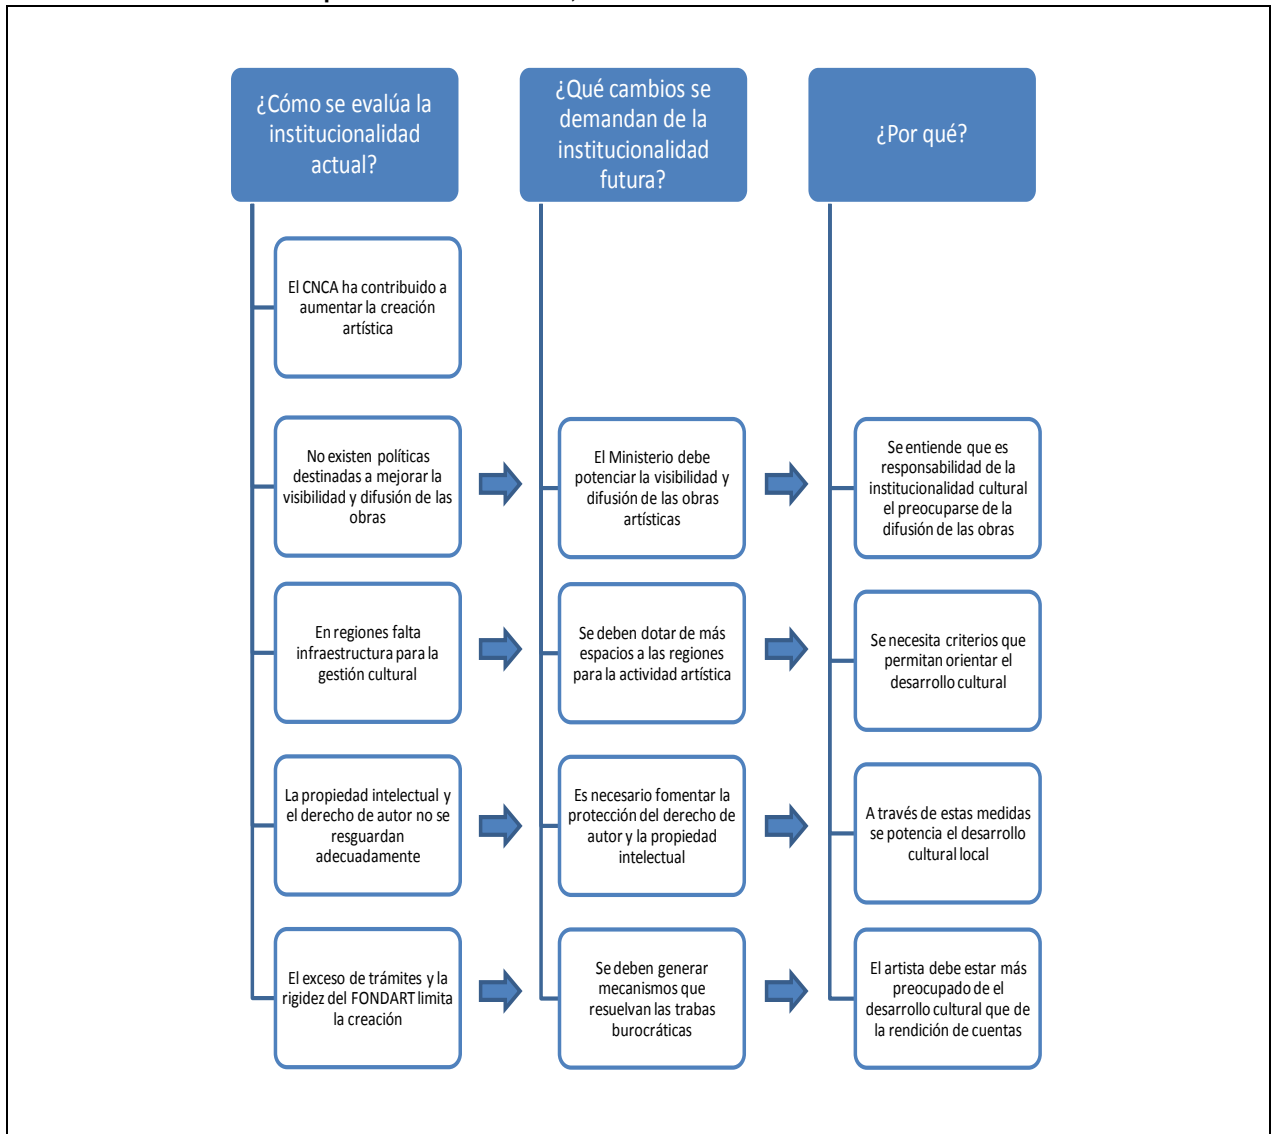 ¿Cómo se evalúa la
institucionalidad
actual?
¿Qué cambios se
demandan de la
institucionalidad
futura?
¿Por qué?
El CNCA ha contribuido a
aumentar la creación
artística
No existen políticas
destinadas a mejorar la
visibilidad y difusión de las
obras
El Ministerio debe
potenciar la visibilidad y
difusión de las obras
artísticas
Se entiende que es
responsabilidad de la
institucionalidad cultural
el preocuparse de la
difusión de las obras
En regiones falta
infraestructura para la
gestión cultural
Se deben dotar de más
espacios a las regiones
para la actividad artística
Se necesita criterios que
permitan orientar el
desarrollo cultural
La propiedad intelectual y
el derecho de autor no se
resguardan
adecuadamente
Es necesario fomentar la
protección del derecho de
autor y la propiedad
intelectual
A través de estas medidas
se potencia el desarrollo
cultural local
El exceso de trámites y la
rigidez del FONDART limita
la creación
Se deben generar
mecanismos que
resuelvan las trabas
burocráticas
El artista debe estar más
preocupado de el
desarrollo cultural que de
la rendición de cuentas